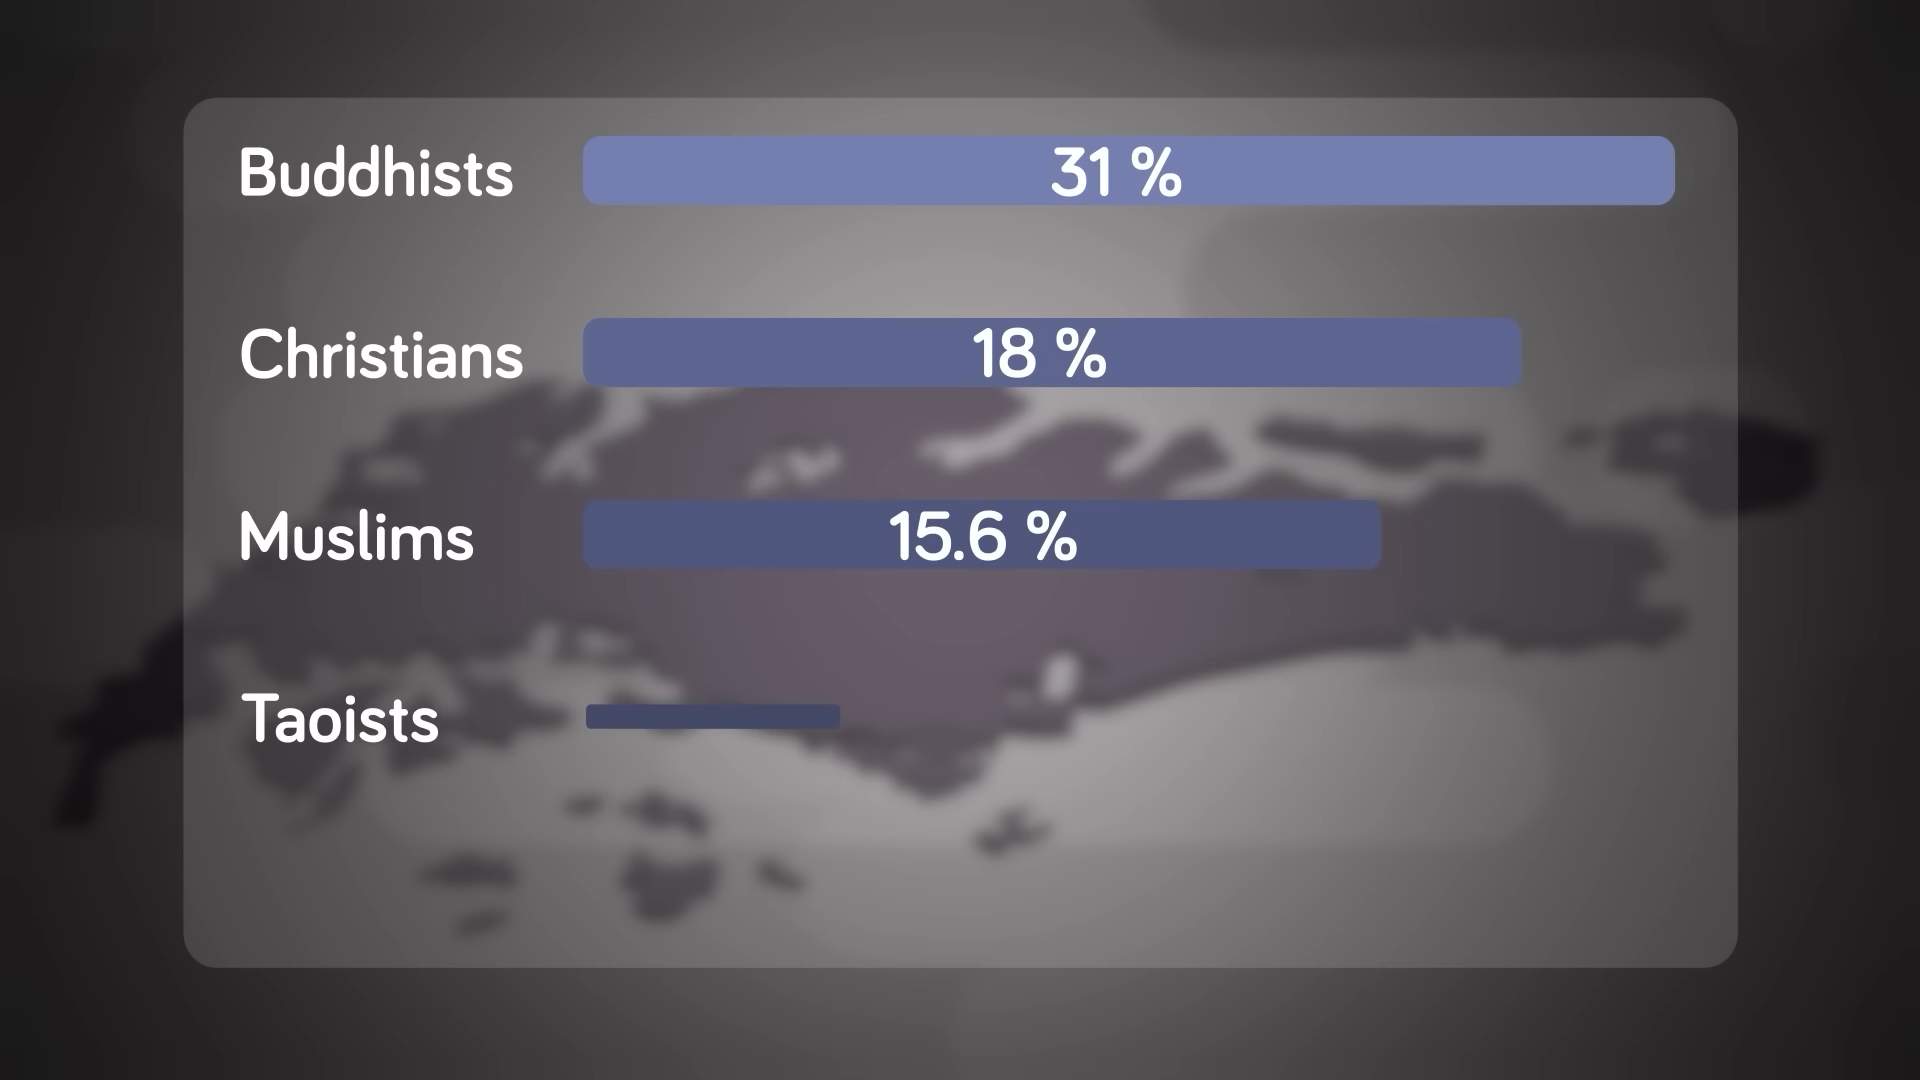 Buddhists 31 %
Christians 18 %
Muslims 15.6 %
Taoists